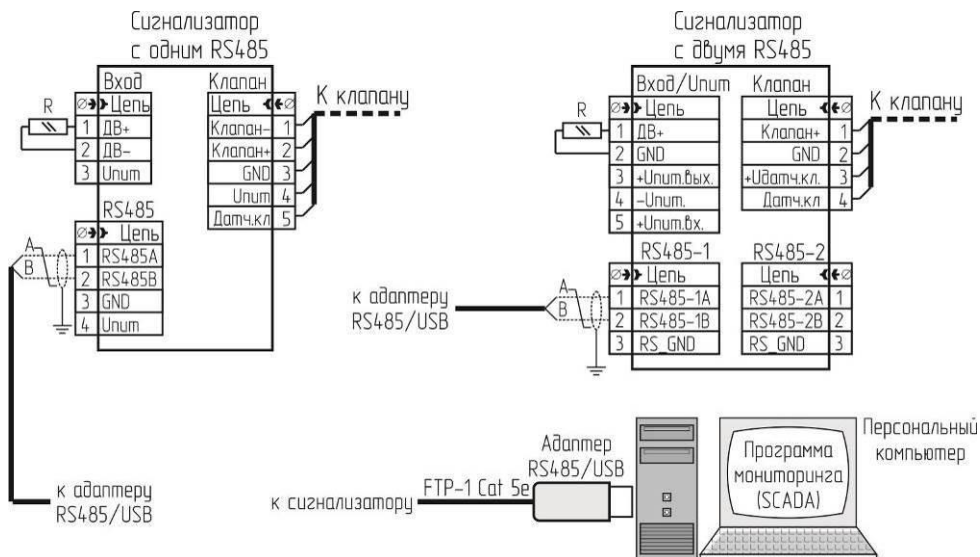 Сигнализатор
с одним RS485
Вход
Цепь
1 ДВ+
2 ДВ-
3 Uпит
R
Клапан
Цепь
Клапан- 1
Клапан+ 2
GND 3
Uпит 4
Датч.кл 5
К клапану
RS485
Цепь
1 RS485A
2 RS485B
3 GND
4 Uпит
A
B
к адаптеру
RS485/USB
Сигнализатор
с двумя RS485
Вход/Uпит
Цепь
1 ДВ+
2 GND
3 +Uпит.вых.
4 -Uпит.
5 +Uпит.вх.
R
Клапан
Цепь
Клапан+ 1
GND 2
+Uдатч.кл. 3
Датч.кл 4
К клапану
RS485-1
Цепь
1 RS485-1A
2 RS485-1B
3 RS_GND
A
B
к адаптеру
RS485/USB
RS485-2
Цепь
RS485-2A 1
RS485-2B 2
RS_GND 3
к сигнализатору
FTP-1 Cat 5e
Адаптер
RS485/USB
Программа
мониторинга
(SCADA)
Персональный
компьютер